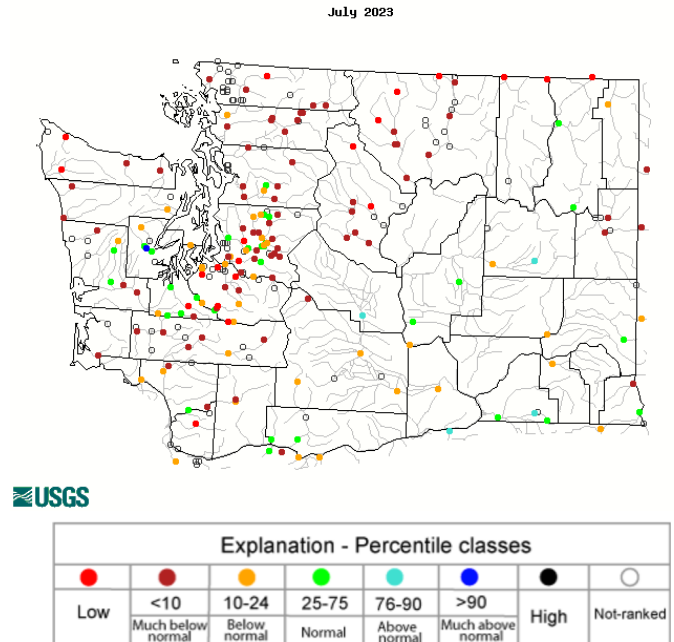 July 2023
USGS
Explanation - Percentile classes
Low <10 10-24 25-75 76-90 >90 High Not-ranked
Much below normal Below normal Normal Above normal Much above normal